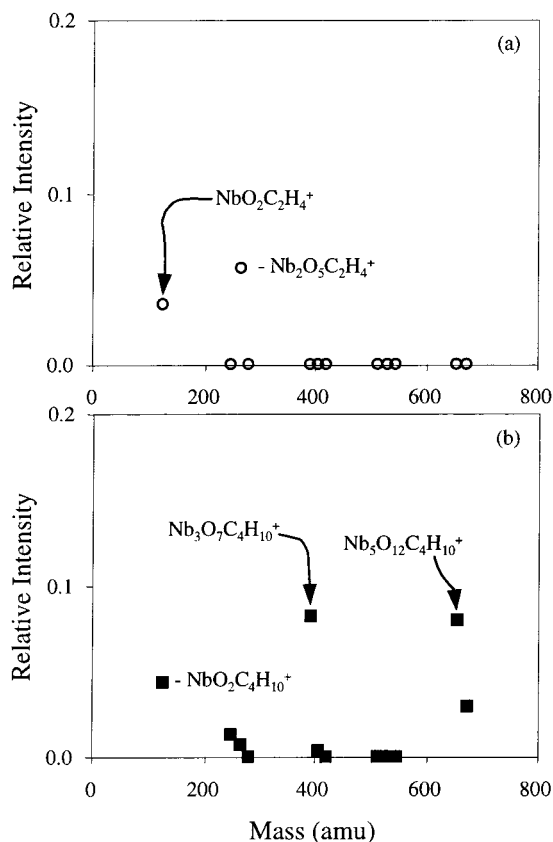 0.2
(a)
Relative Intensity
NbO₂C₂H₄⁺
0.1
- Nb₂O₅C₂H₄⁺
0.0
0 200 400 600 800
0.2
(b)
Relative Intensity
Nb₃O₇C₄H₁₀⁺
Nb₅O₁₂C₄H₁₀⁺
0.1
- NbO₂C₄H₁₀⁺
0.0
0 200 400 600 800
Mass (amu)